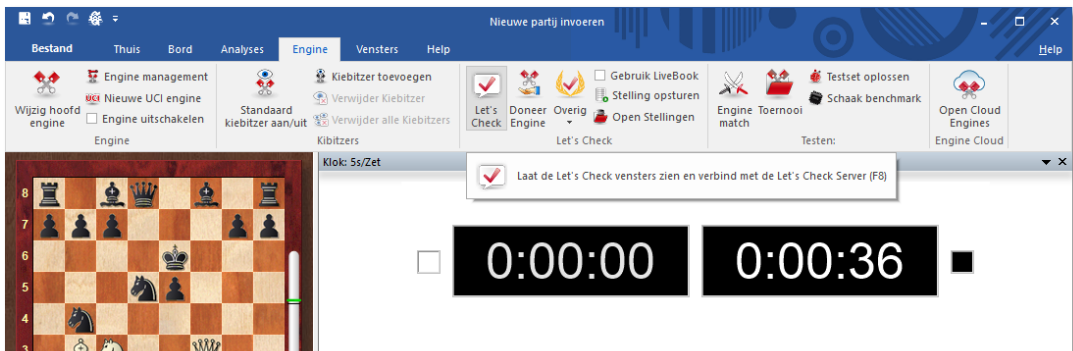 Nieuwe partij invoeren
Bestand Thuis Bord Analyses Engine Vensters Help Help
Wijzig hoofd engine
Engine management
UCI Nieuwe UCI engine
Engine uitschakelen
Engine
Standaard kiebitzer aan/uit
Kiebitzer toevoegen
Verwijder Kiebitzer
Verwijder alle Kiebitzers
Kibitzers
Let's Check
Doneer Engine
Overig
Gebruik LiveBook
Stelling opsturen
Open Stellingen
Let's Check
Engine match
Toernooi
Testset oplossen
Schaak benchmark
Testen:
Open Cloud Engines
Engine Cloud
Klok: 5s/Zet
Laat de Let's Check vensters zien en verbind met de Let's Check Server (F8)
8
7
6
5
4
3
0:00:00 0:00:36